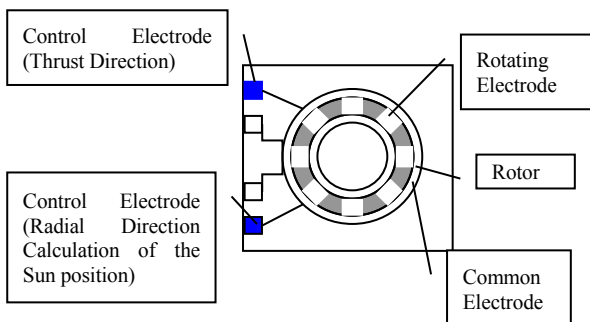 Control Electrode
(Thrust Direction)
Rotating
Electrode
Rotor
Control Electrode
(Radial Direction
Calculation of the
Sun position)
Common
Electrode